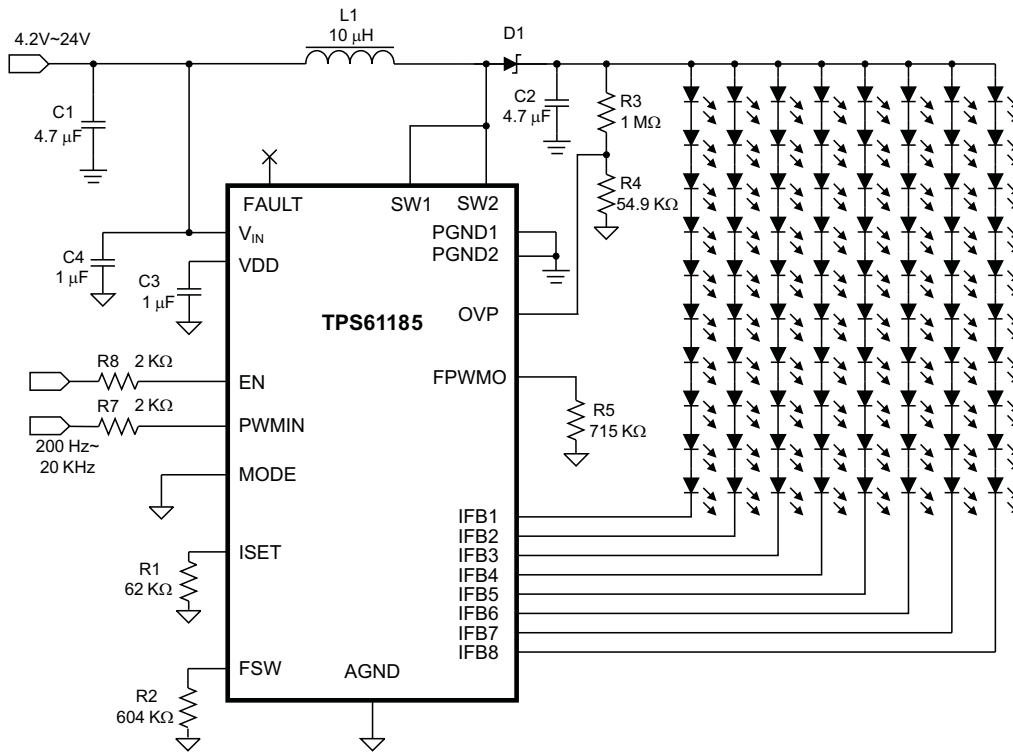 L1
10 µH
D1
4.2V~24V
C1
4.7 µF
C2
4.7 µF
R3
1 MΩ
R4
54.9 KΩ
FAULT
SW1
SW2
VIN
PGND1
PGND2
C4
1 µF
VDD
C3
1 µF
TPS61185
OVP
R8 2 KΩ
EN
FPWMO
R7 2 KΩ
PWMIN
R5
715 KΩ
200 Hz~
20 KHz
MODE
IFB1
IFB2
IFB3
IFB4
IFB5
IFB6
IFB7
IFB8
ISET
R1
62 KΩ
FSW
AGND
R2
604 KΩ